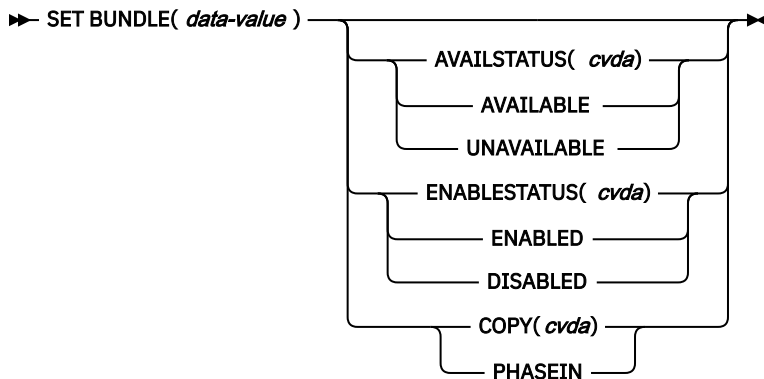 SET BUNDLE( data-value )
AVAILSTATUS( cvda)
AVAILABLE
UNAVAILABLE
ENABLESTATUS( cvda)
ENABLED
DISABLED
COPY(cvda)
PHASEIN